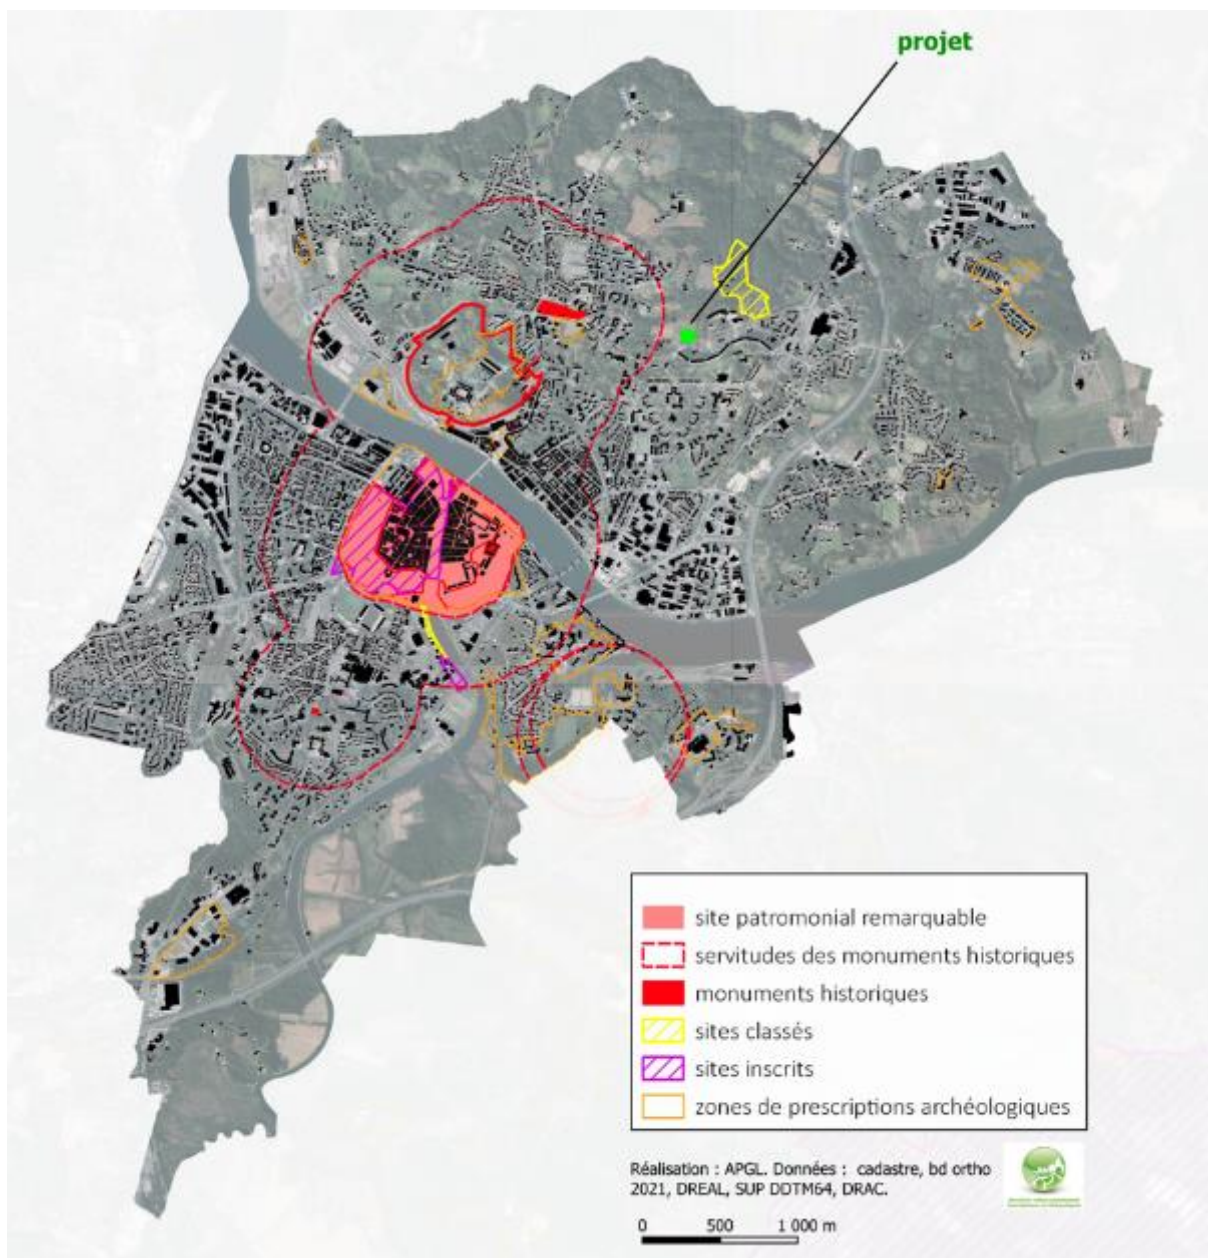 projet
site patromonial remarquable
servitudes des monuments historiques
monuments historiques
sites classés
sites inscrits
zones de prescriptions archéologiques
Réalisation : APGL. Données : cadastre, bd ortho
2021, DREAL, SUP DDTM64, DRAC.
0 500 1 000 m